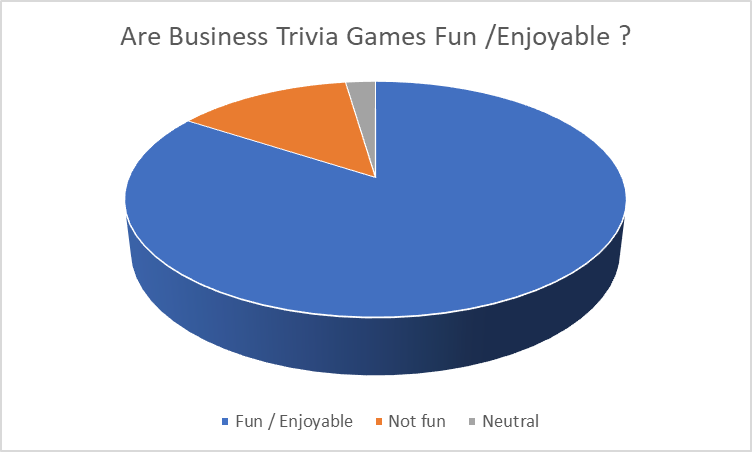 Are Business Trivia Games Fun /Enjoyable ?
Fun / Enjoyable Not fun Neutral